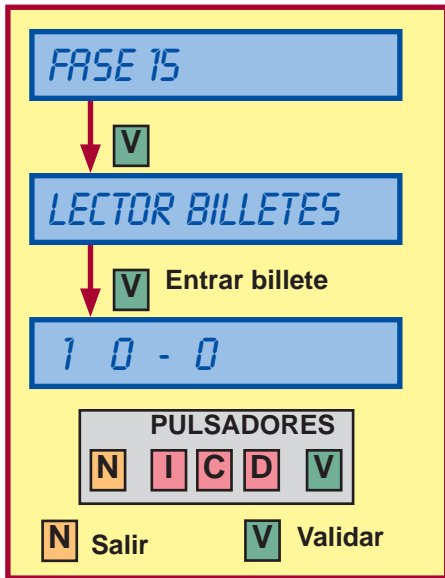 FASE 15
V
LECTOR BILLETES
V Entrar billete
1 0 - 0
PULSADORES
N I C D V
N Salir V Validar